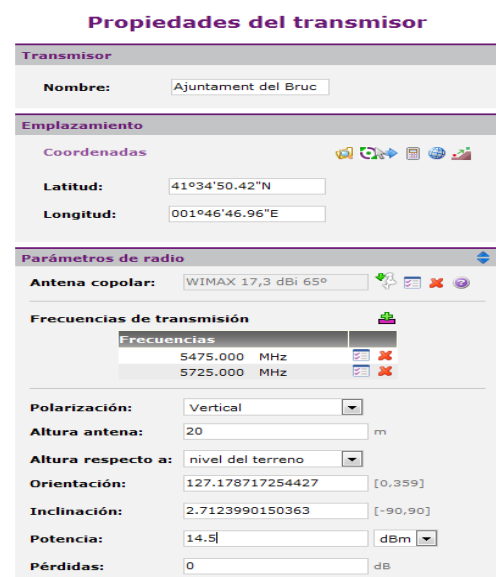 Propiedades del transmisor
Transmisor
Nombre: Ajuntament del Bruc
Emplazamiento
Coordenadas
Latitud: 41º34'50.42"N
Longitud: 001º46'46.96"E
Parámetros de radio
Antena copolar: WIMAX 17,3 dBi 65º
Frecuencias de transmisión
Frecuencias
5475.000 MHz
5725.000 MHz
Polarización: Vertical
Altura antena: 20 m
Altura respecto a: nivel del terreno
Orientación: 127.178717254427 [0,359]
Inclinación: 2.7123990150363 [-90,90]
Potencia: 14.5 dBm
Pérdidas: 0 dB